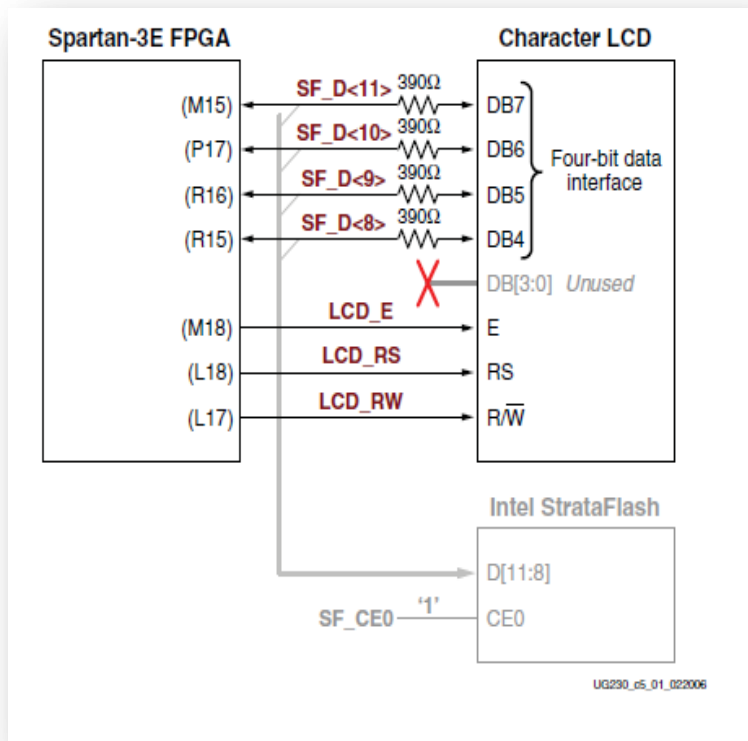 Spartan-3E FPGA
Character LCD
(M15) SF_D<11> 390Ω DB7
(P17) SF_D<10> 390Ω DB6
(R16) SF_D<9> 390Ω DB5
(R15) SF_D<8> 390Ω DB4
Four-bit data
interface
DB[3:0] Unused
(M18) LCD_E E
(L18) LCD_RS RS
(L17) LCD_RW R/W̅
Intel StrataFlash
D[11:8]
SF_CE0 ‘1’ CE0
UG230_c5_01_022006